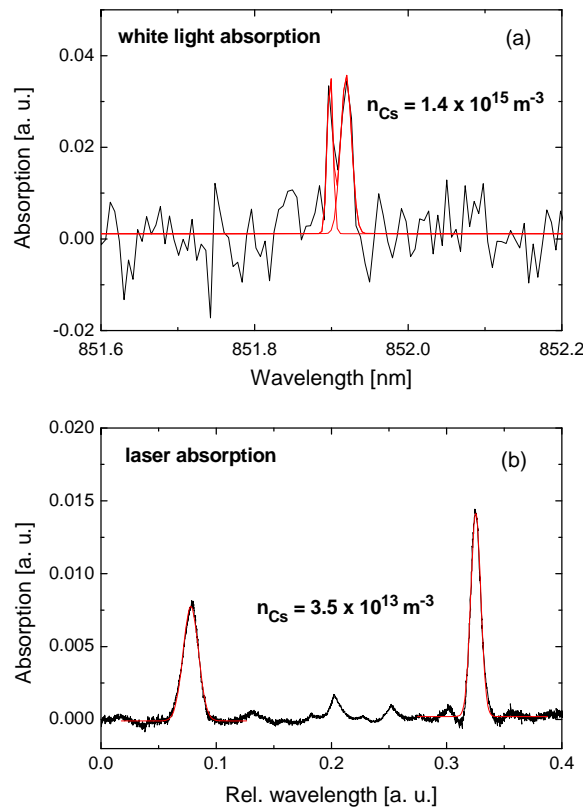 white light absorption
(a)
n_Cs = 1.4 x 10^15 m^-3
Absorption [a. u.]
0.04
0.02
0.00
-0.02
851.6
851.8
852.0
852.2
Wavelength [nm]
laser absorption
(b)
n_Cs = 3.5 x 10^13 m^-3
Absorption [a. u.]
0.020
0.015
0.010
0.005
0.000
0.0
0.1
0.2
0.3
0.4
Rel. wavelength [a. u.]